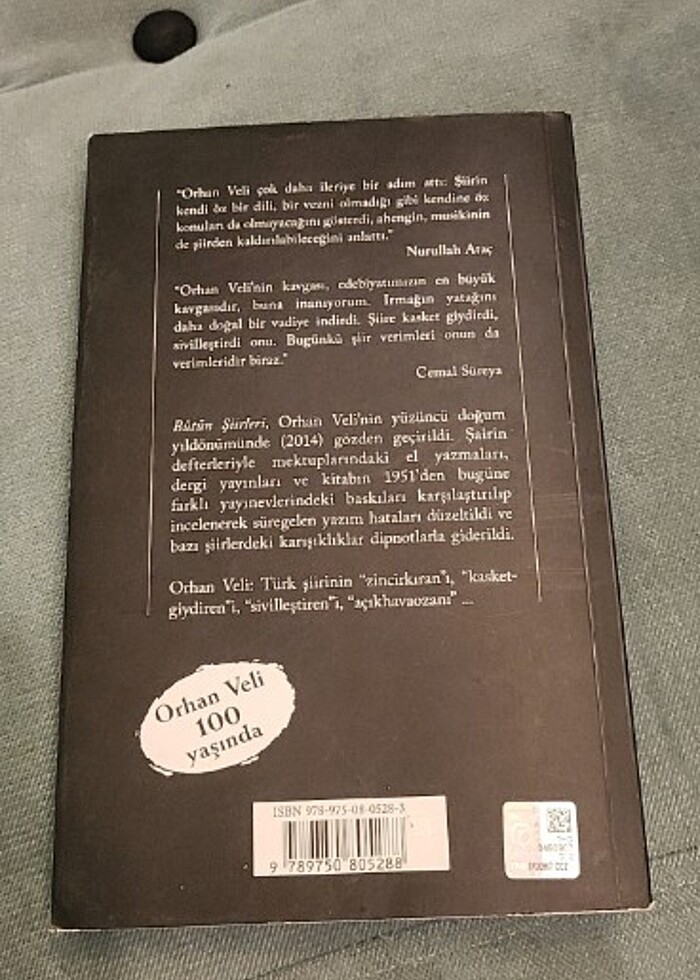 "Orhan Veli çok daha ileriye bir adım attı: Şiirin
kendi öz bir dili, bir vezni olmadığı gibi kendine öz
konuları da olmayacağını gösterdi, ahengin, musikinin
de şiirden kaldırılabileceğini anlattı."
Nurullah Ataç
"Orhan Veli'nin kavgası, edebiyatımızın en büyük
kavgasıdır, buna inanıyorum. Irmağın yatağını
daha doğal bir vadiye indirdi. Şiire kasket giydirdi,
sivilleştirdi onu. Bugünkü şiir verimleri onun da
verimleridir biraz."
Cemal Süreya
Bütün Şiirleri, Orhan Veli'nin yüzüncü doğum
yıldönümünde (2014) gözden geçirildi. Şairin
defterleriyle mektuplarındaki el yazmaları,
dergi yayınları ve kitabın 1951'den bugüne
farklı yayınevlerindeki baskıları karşılaştırılıp
incelenerek süregelen yazım hataları düzeltildi ve
bazı şiirlerdeki karışıklıklar dipnotlarla giderildi.
Orhan Veli: Türk şiirinin "zincirkıran"ı, "kasket-
giydiren"i, "sivilleştiren"i, "açıkhavaozanı" ...
Orhan Veli
100
yaşında
ISBN 978-975-08-0528-3
9 789750 805288